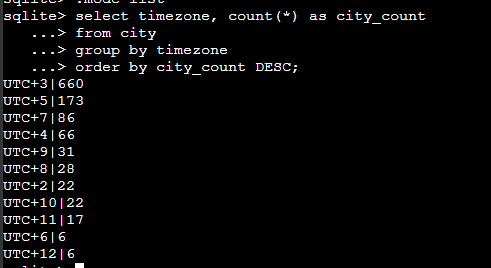 sqlite> .mode list
sqlite> select timezone, count(*) as city_count
...> from city
...> group by timezone
...> order by city_count DESC;
UTC+3|660
UTC+5|173
UTC+7|86
UTC+4|66
UTC+9|31
UTC+8|28
UTC+2|22
UTC+10|22
UTC+11|17
UTC+6|6
UTC+12|6
sqlite>